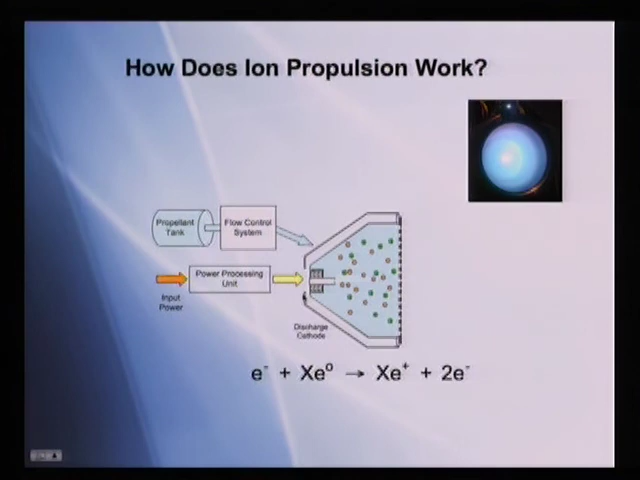 How Does Ion Propulsion Work?
Propellant
Tank
Flow Control
System
Power Processing
Unit
Input
Power
Discharge
Cathode
e⁻ + Xe⁰ → Xe⁺ + 2e⁻